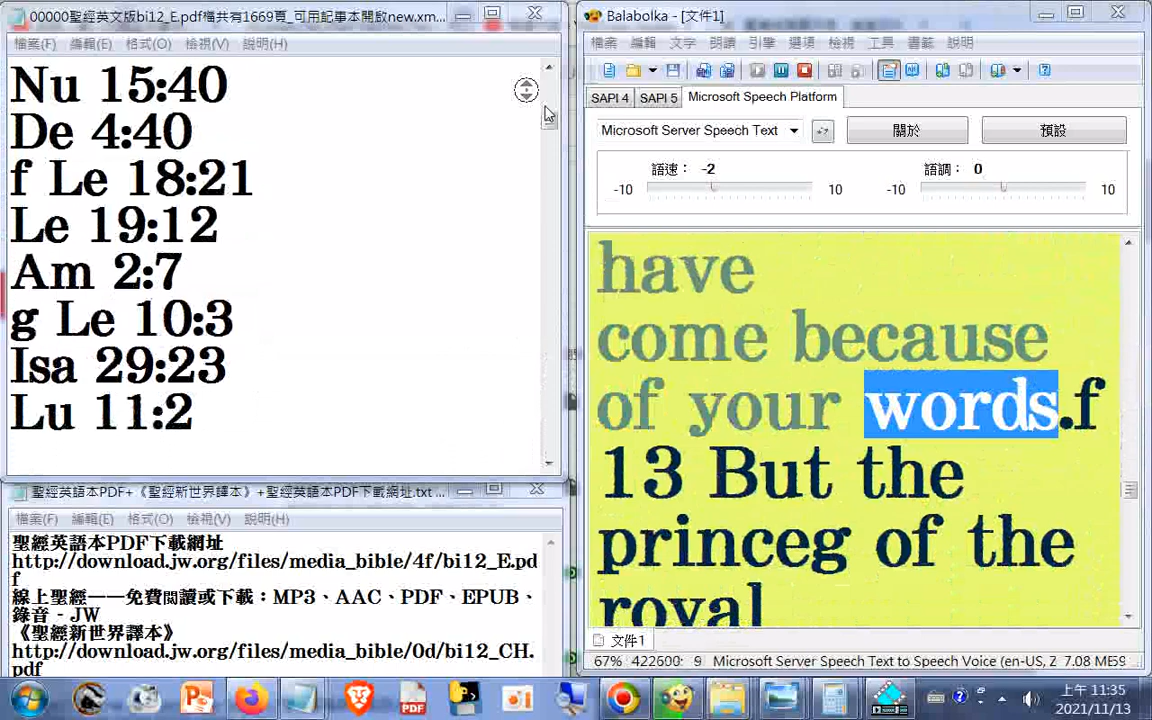 00000聖經英文版bi12_E.pdf檔共有1669頁_可用記事本開啟new.xm...
檔案(F) 編輯(E) 格式(O) 檢視(V) 說明(H)
Nu 15:40
De 4:40
f Le 18:21
Le 19:12
Am 2:7
g Le 10:3
Isa 29:23
Lu 11:2
聖經英語本PDF+《聖經新世界譯本》+聖經英語本PDF下載網址.txt ...
檔案(F) 編輯(E) 格式(O) 檢視(V) 說明(H)
聖經英語本PDF下載網址
http://download.jw.org/files/media_bible/4f/bi12_E.pd
f
線上聖經——免費閱讀或下載：MP3、AAC、PDF、EPUB、
錄音 - JW
《聖經新世界譯本》
http://download.jw.org/files/media_bible/0d/bi12_CH.
pdf
Balabolka - [文件1]
檔案 編輯 文字 朗讀 引擎 選項 檢視 工具 書籤 說明
SAPI 4 SAPI 5 Microsoft Speech Platform
Microsoft Server Speech Text 關於 預設
語速： -2 語調： 0
-10 10 -10 10
have
come because
of your words.f
13 But the
princeg of the
royal
文件1
67% 422600: 9 Microsoft Server Speech Text to Speech Voice (en-US, Z 7.08 ME59
PDF
上午 11:35
2021/11/13